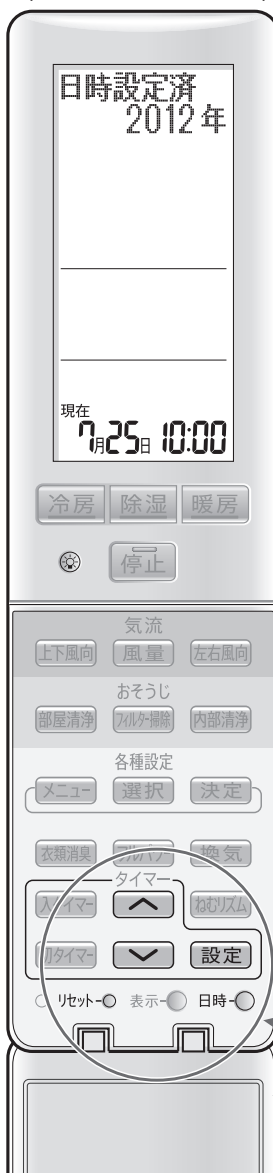 日時設定済
2012年
現在
7月25日 10:00
冷房 除湿 暖房
停止
気流
上下風向 風量 左右風向
おそうじ
部屋清浄 フィルター掃除 内部清浄
各種設定
メニュー 選択 決定
衣類消臭 フルパワー 換気
タイマー
入タイマー ねむリズム
切タイマー 設定
リセット 表示 日時